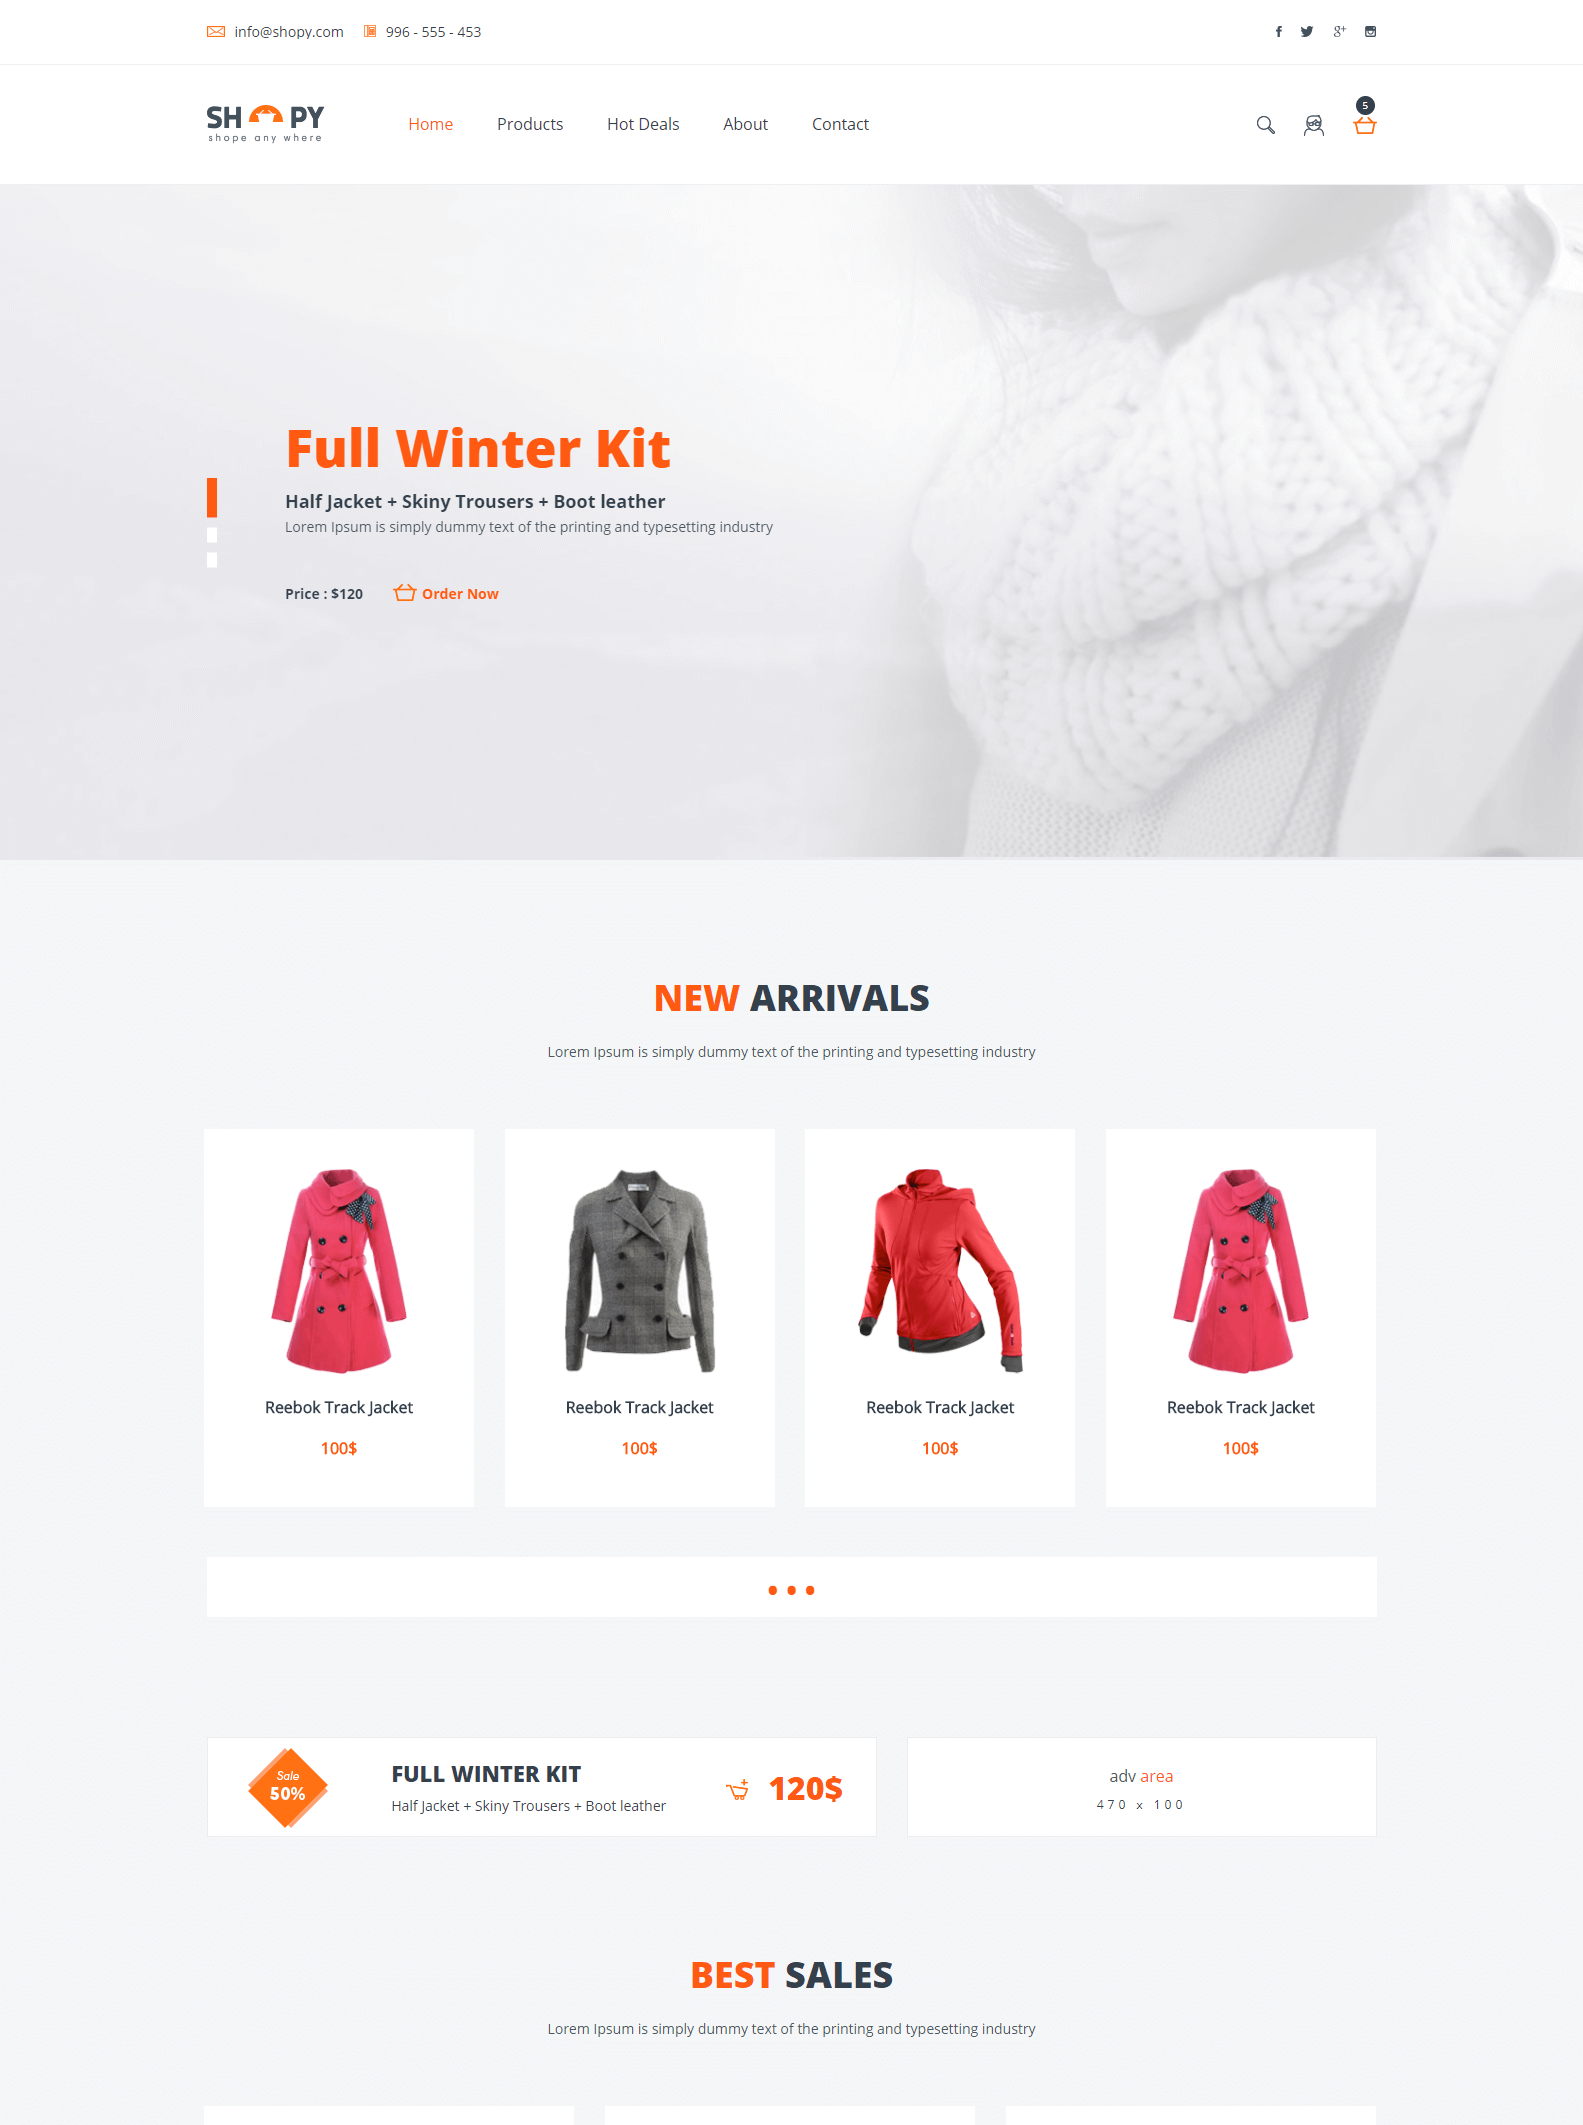 info@shopy.com 996 - 555 - 453
SH PY
shope any where
Home Products Hot Deals About Contact
5
Full Winter Kit
Half Jacket + Skiny Trousers + Boot leather
Lorem Ipsum is simply dummy text of the printing and typesetting industry
Price : $120 Order Now
NEW ARRIVALS
Lorem Ipsum is simply dummy text of the printing and typesetting industry
Reebok Track Jacket
100$
Reebok Track Jacket
100$
Reebok Track Jacket
100$
Reebok Track Jacket
100$
Sale
50%
FULL WINTER KIT
Half Jacket + Skiny Trousers + Boot leather
120$
adv area
470 x 100
BEST SALES
Lorem Ipsum is simply dummy text of the printing and typesetting industry